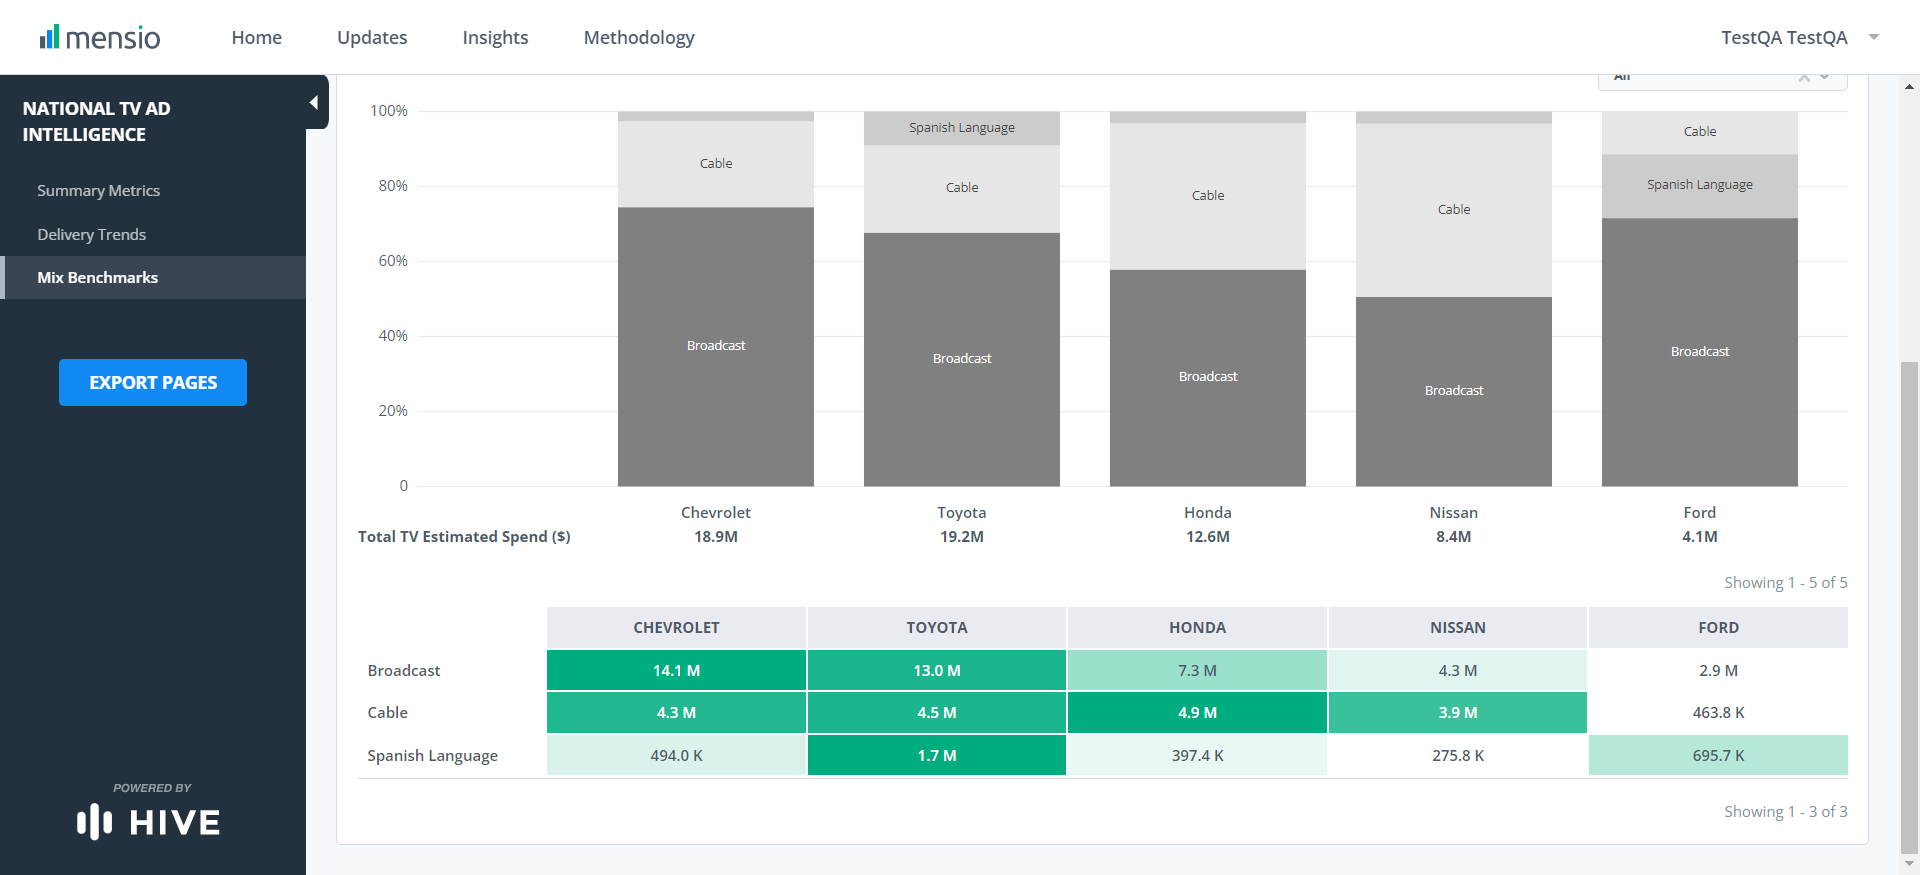 mensio
Home Updates Insights Methodology
TestQA TestQA
NATIONAL TV AD
INTELLIGENCE
Summary Metrics
Delivery Trends
Mix Benchmarks
EXPORT PAGES
POWERED BY
HIVE
All
100%
80%
60%
40%
20%
0
Cable
Broadcast
Spanish Language
Cable
Broadcast
Cable
Broadcast
Cable
Broadcast
Cable
Spanish Language
Broadcast
Chevrolet Toyota Honda Nissan Ford
Total TV Estimated Spend ($) 18.9M 19.2M 12.6M 8.4M 4.1M
Showing 1 - 5 of 5
CHEVROLET TOYOTA HONDA NISSAN FORD
Broadcast 14.1 M 13.0 M 7.3 M 4.3 M 2.9 M
Cable 4.3 M 4.5 M 4.9 M 3.9 M 463.8 K
Spanish Language 494.0 K 1.7 M 397.4 K 275.8 K 695.7 K
Showing 1 - 3 of 3